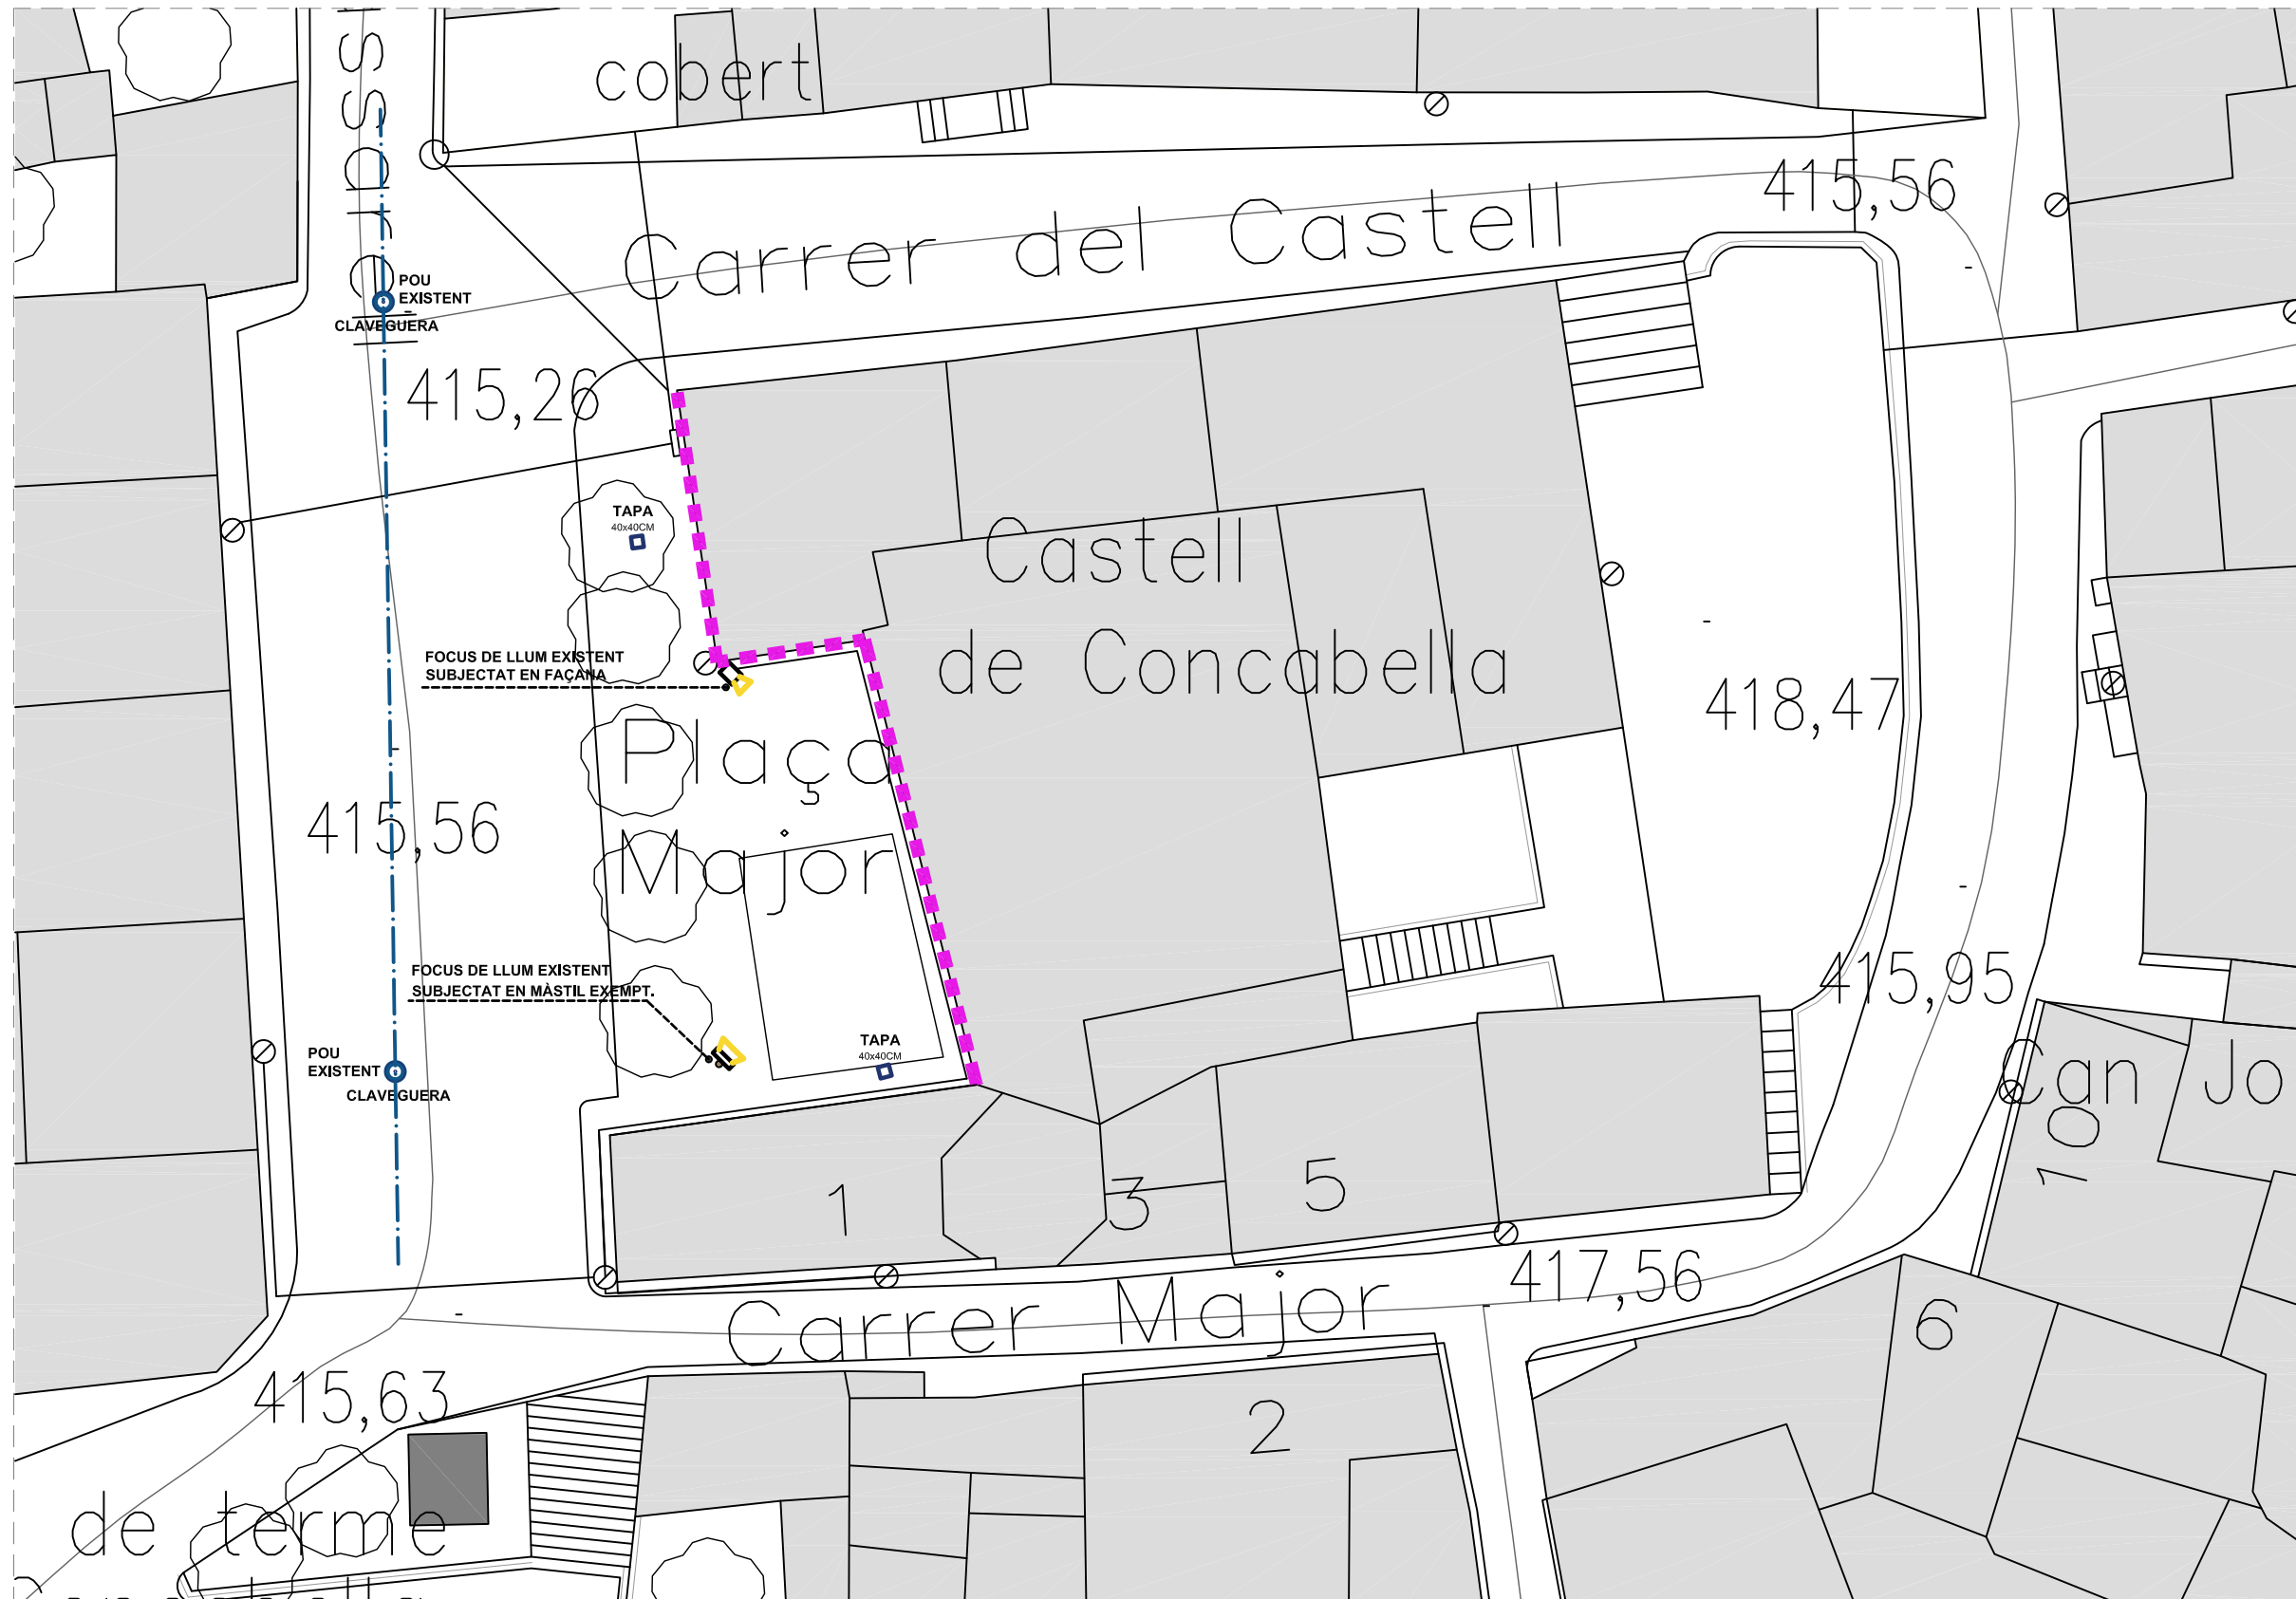 cobert
415,56
Carrer del Castell
POU
EXISTENT
CLAVEGUERA
415,26
TAPA
40x40CM
Castell
de Concabella
FOCUS DE LLUM EXISTENT
SUBJECTAT EN FAÇANA
418,47
Plaça
Major
415,56
FOCUS DE LLUM EXISTENT
SUBJECTAT EN MÀSTIL EXEMPT.
415,95
TAPA
40x40CM
POU
EXISTENT
CLAVEGUERA
Can Jo
10
1
3
5
417,56
Carrer Major
6
415,63
2
de terme